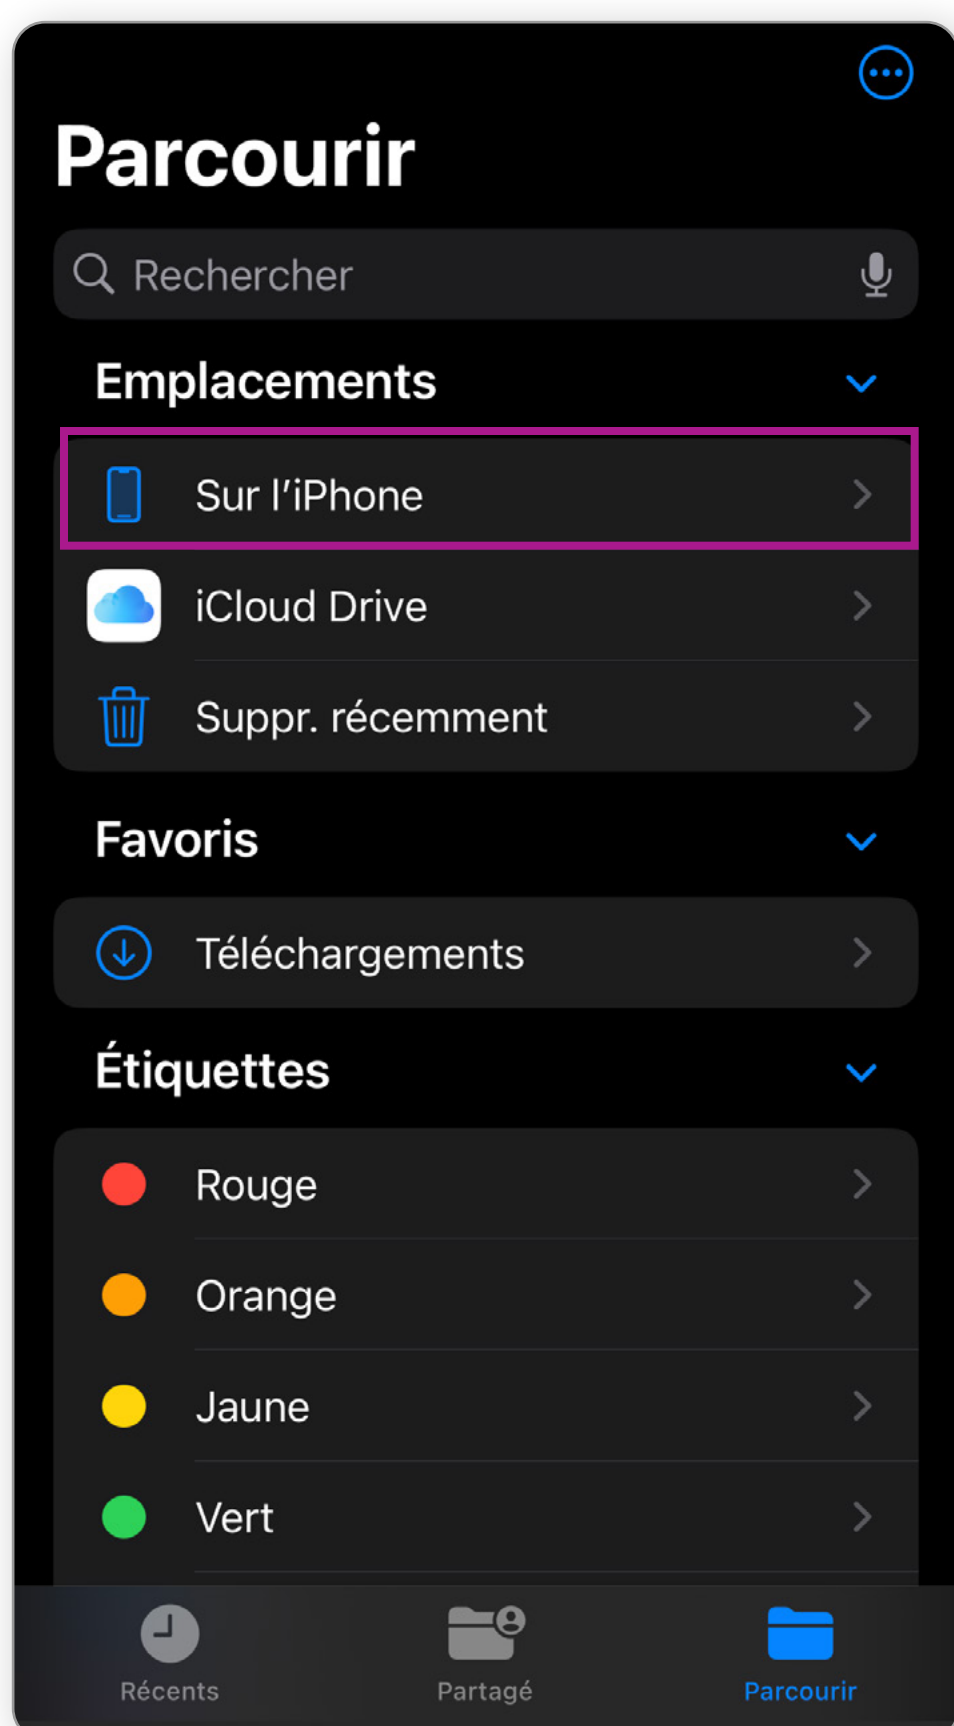 Parcourir
Rechercher
Emplacements
Sur l'iPhone
iCloud Drive
Suppr. récemment
Favoris
Téléchargements
Étiquettes
Rouge
Orange
Jaune
Vert
Récents
Partagé
Parcourir